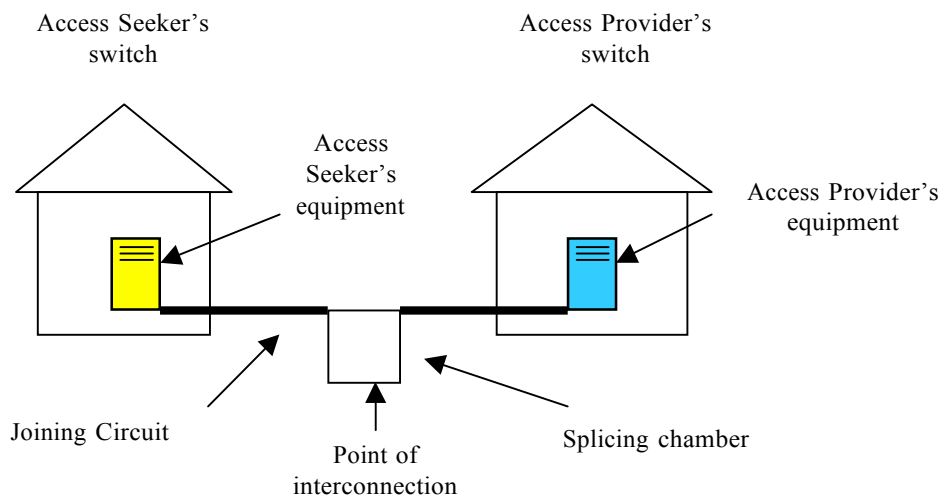 Access Seeker’s
switch
Access Provider’s
switch
Access
Seeker’s
equipment
Access Provider’s
equipment
Joining Circuit
Point of
interconnection
Splicing chamber